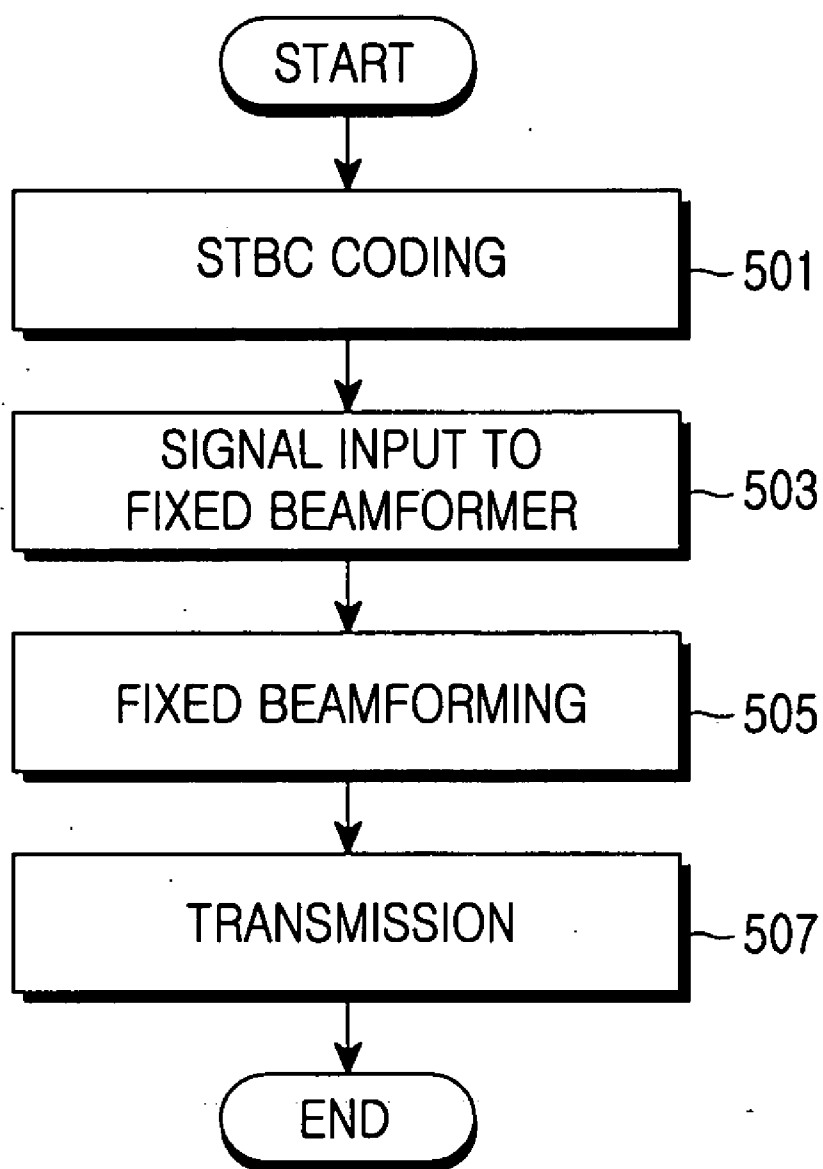 START
STBC CODING
501
SIGNAL INPUT TO
FIXED BEAMFORMER
503
FIXED BEAMFORMING
505
TRANSMISSION
507
END